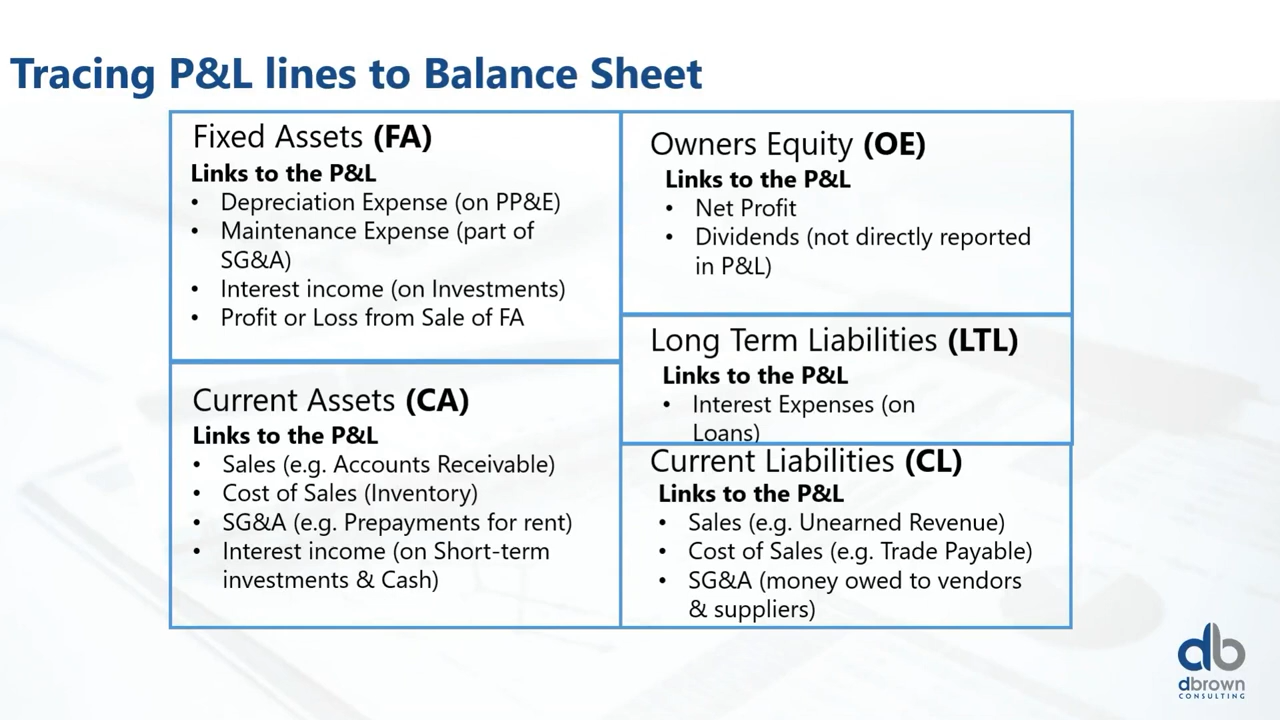 Tracing P&L lines to Balance Sheet
Fixed Assets (FA)
Links to the P&L
• Depreciation Expense (on PP&E)
• Maintenance Expense (part of
SG&A)
• Interest income (on Investments)
• Profit or Loss from Sale of FA
Current Assets (CA)
Links to the P&L
• Sales (e.g. Accounts Receivable)
• Cost of Sales (Inventory)
• SG&A (e.g. Prepayments for rent)
• Interest income (on Short-term
investments & Cash)
Owners Equity (OE)
Links to the P&L
• Net Profit
• Dividends (not directly reported
in P&L)
Long Term Liabilities (LTL)
Links to the P&L
• Interest Expenses (on
Loans)
Current Liabilities (CL)
Links to the P&L
• Sales (e.g. Unearned Revenue)
• Cost of Sales (e.g. Trade Payable)
• SG&A (money owed to vendors
& suppliers)
db
dbrown
CONSULTING